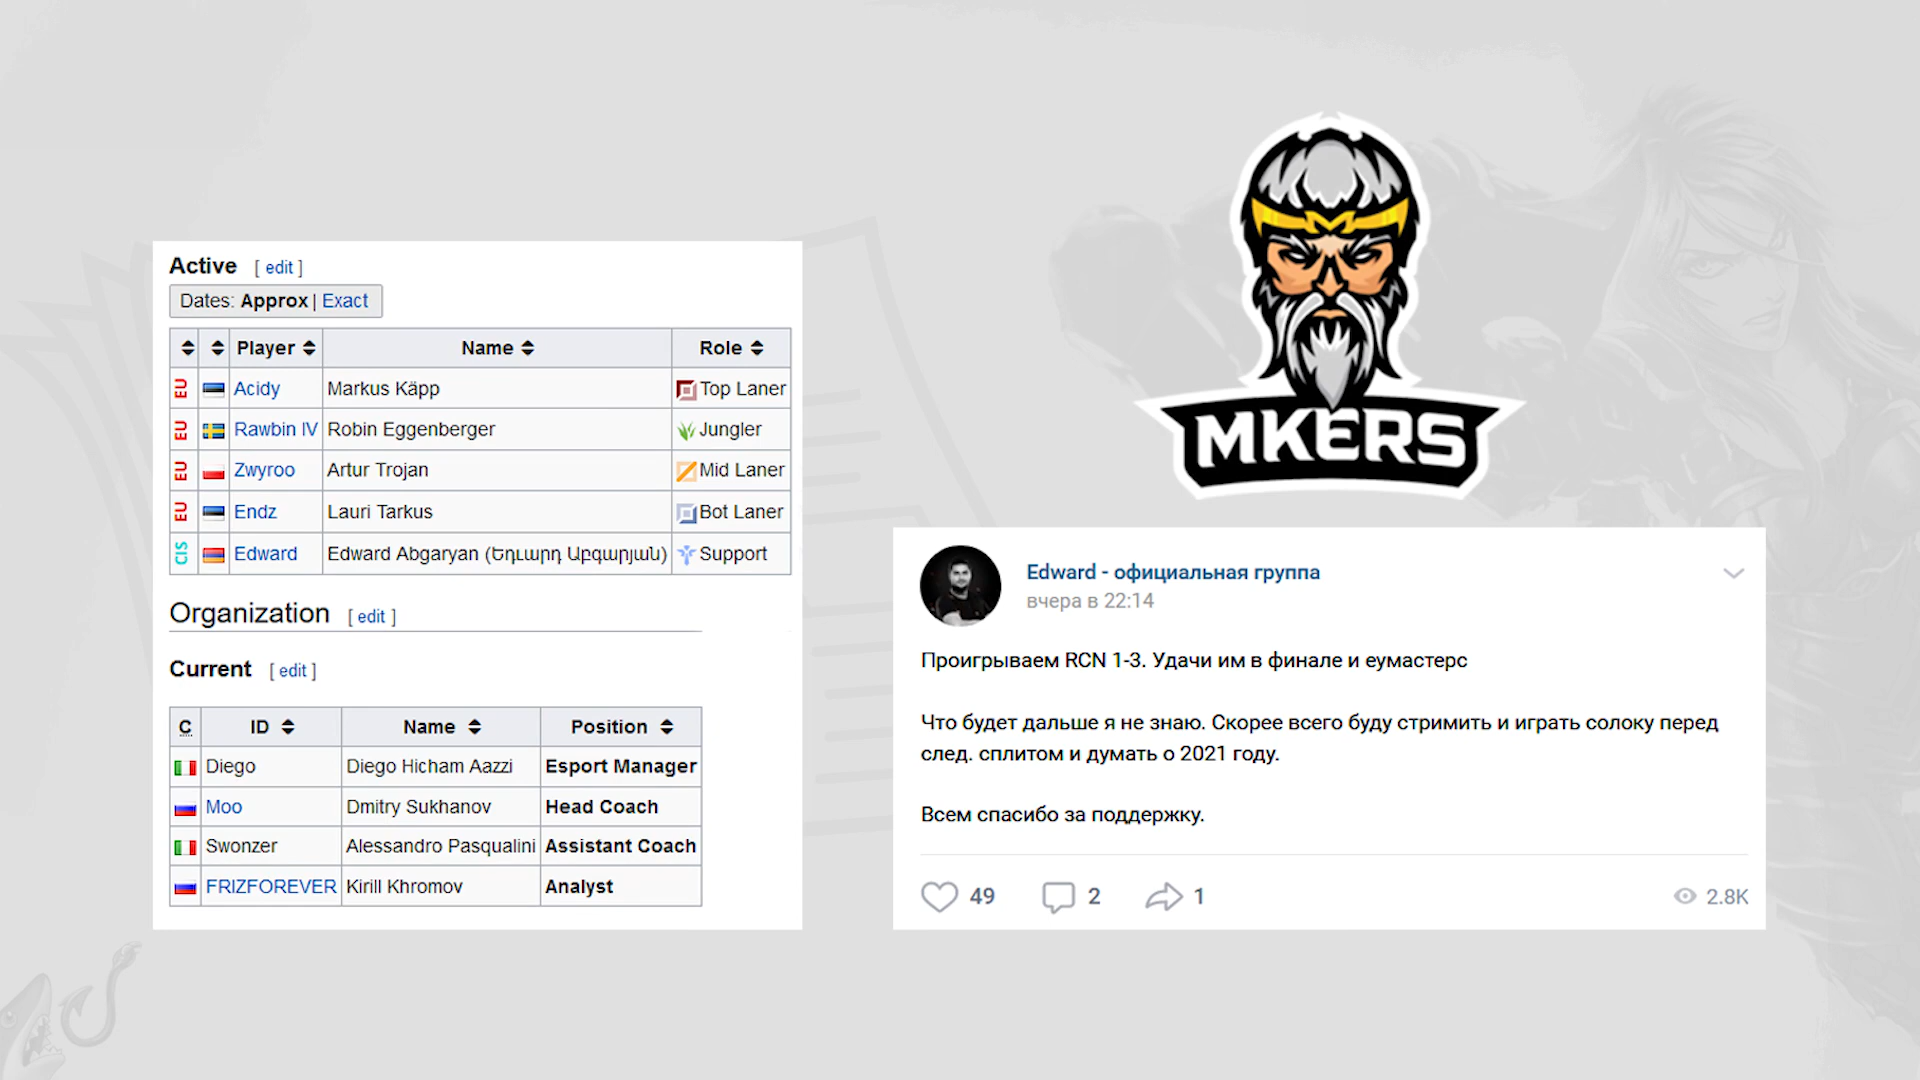 Active [ edit ]
Dates: Approx | Exact
Player Name Role
EU Acidy Markus Käpp Top Laner
EU Rawbin IV Robin Eggenberger Jungler
EU Zwyroo Artur Trojan Mid Laner
EU Endz Lauri Tarkus Bot Laner
CIS Edward Edward Abgaryan (Էդւարդ Աբգարյան) Support
Organization [ edit ]
Current [ edit ]
C ID Name Position
Diego Diego Hicham Aazzi Esport Manager
Moo Dmitry Sukhanov Head Coach
Swonzer Alessandro Pasqualini Assistant Coach
FRIZFOREVER Kirill Khromov Analyst
MKERS
Edward - официальная группа
вчера в 22:14
Проигрываем RCN 1-3. Удачи им в финале и еумастерс
Что будет дальше я не знаю. Скорее всего буду стримить и играть солоку перед
след. сплитом и думать о 2021 году.
Всем спасибо за поддержку.
49 2 1 2.8K